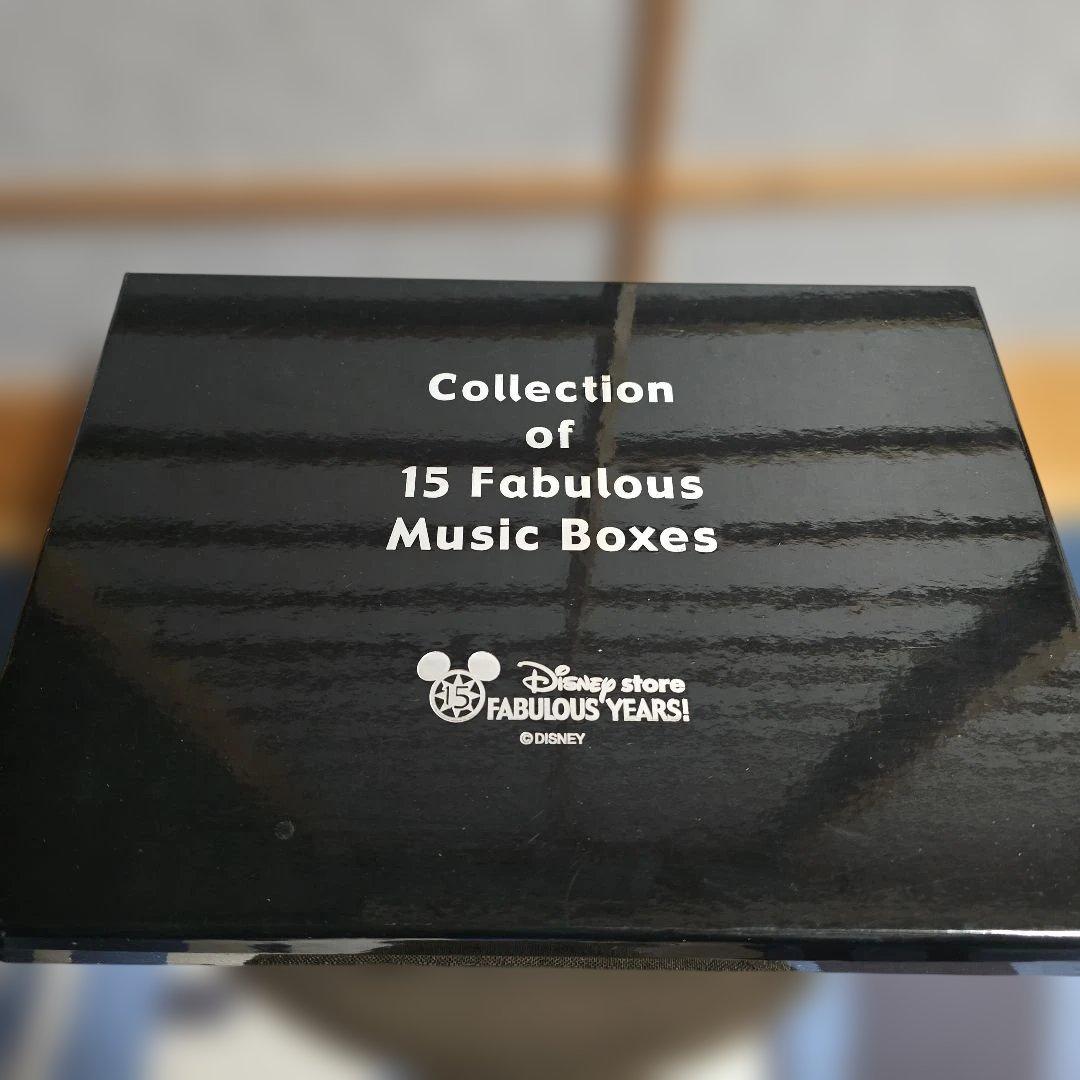 Collection
of
15 Fabulous
Music Boxes
15
Disney store
FABULOUS YEARS!
©DISNEY